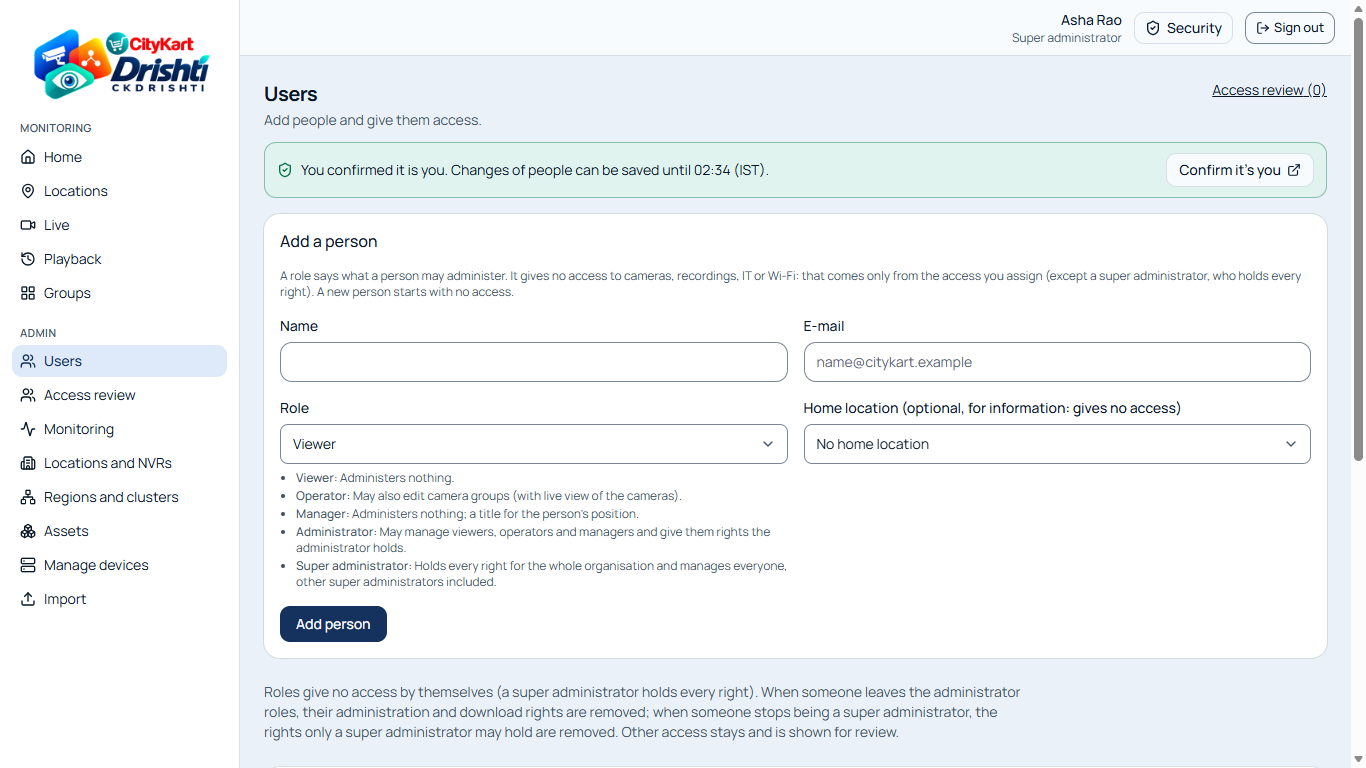 CityKart
Drishti
CKDRISHTI
MONITORING
Home
Locations
Live
Playback
Groups
ADMIN
Users
Access review
Monitoring
Locations and NVRs
Regions and clusters
Assets
Manage devices
Import
Asha Rao
Super administrator
Security
Sign out
Users
Add people and give them access.
Access review (0)
You confirmed it is you. Changes of people can be saved until 02:34 (IST).
Confirm it's you
Add a person
A role says what a person may administer. It gives no access to cameras, recordings, IT or Wi-Fi: that comes only from the access you assign (except a super administrator, who holds every
right). A new person starts with no access.
Name
E-mail
name@citykart.example
Role
Home location (optional, for information: gives no access)
Viewer
No home location
Viewer: Administers nothing.
Operator: May also edit camera groups (with live view of the cameras).
Manager: Administers nothing; a title for the person's position.
Administrator: May manage viewers, operators and managers and give them rights the
administrator holds.
Super administrator: Holds every right for the whole organisation and manages everyone,
other super administrators included.
Add person
Roles give no access by themselves (a super administrator holds every right). When someone leaves the administrator
roles, their administration and download rights are removed; when someone stops being a super administrator, the
rights only a super administrator may hold are removed. Other access stays and is shown for review.